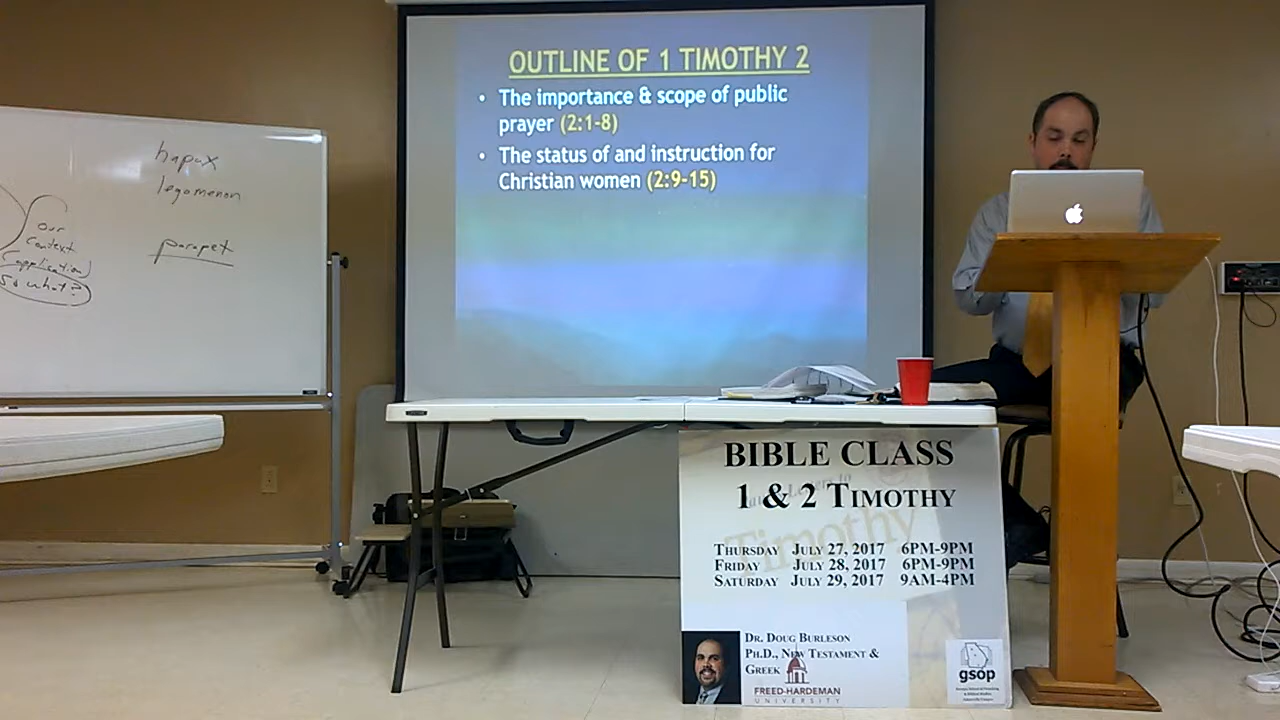 hapax
legomenon
parapet
our
context
(application)
So what?
OUTLINE OF 1 TIMOTHY 2
• The importance & scope of public
prayer (2:1-8)
• The status of and instruction for
Christian women (2:9-15)
BIBLE CLASS
1 & 2 TIMOTHY
Timothy
THURSDAY JULY 27, 2017 6PM-9PM
FRIDAY JULY 28, 2017 6PM-9PM
SATURDAY JULY 29, 2017 9AM-4PM
DR. DOUG BURLESON
PH.D., NEW TESTAMENT &
GREEK
FREED-HARDEMAN
UNIVERSITY
gsop